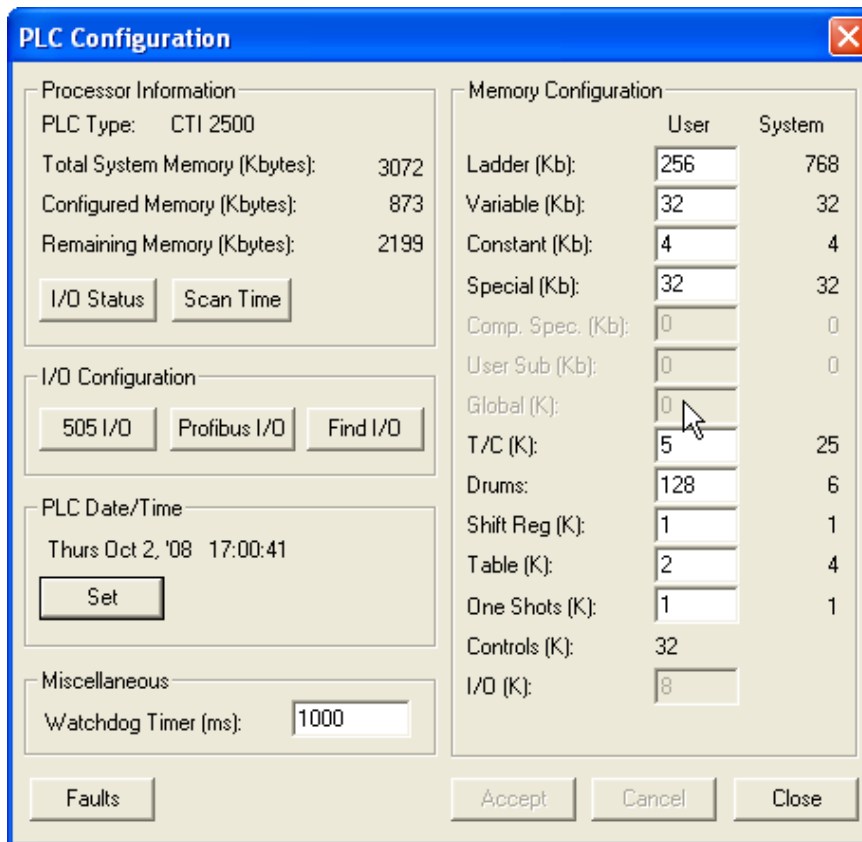 PLC Configuration
Processor Information
PLC Type: CTI 2500
Total System Memory (Kbytes): 3072
Configured Memory (Kbytes): 873
Remaining Memory (Kbytes): 2199
I/O Status Scan Time
I/O Configuration
505 I/O Profibus I/O Find I/O
PLC Date/Time
Thurs Oct 2, '08 17:00:41
Set
Miscellaneous
Watchdog Timer (ms): 1000
Faults
Memory Configuration
User System
Ladder (Kb): 256 768
Variable (Kb): 32 32
Constant (Kb): 4 4
Special (Kb): 32 32
Comp. Spec. (Kb): 0 0
User Sub (Kb): 0 0
Global (K): 0
T/C (K): 5 25
Drums: 128 6
Shift Reg (K): 1 1
Table (K): 2 4
One Shots (K): 1 1
Controls (K): 32
I/O (K): 8
Accept Cancel Close